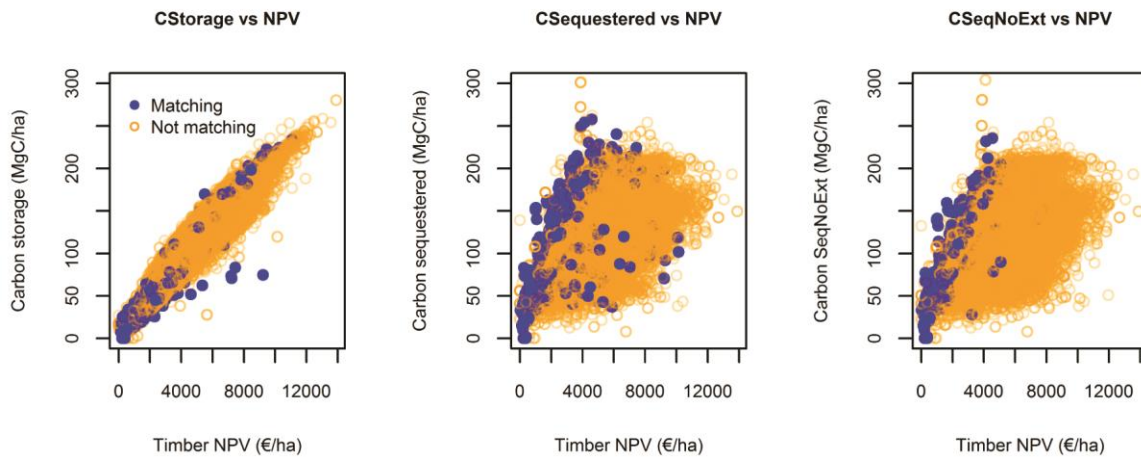 CStorage vs NPV
Carbon storage (MgC/ha)
300
200
100
50
0
Matching
Not matching
0 4000 8000 12000
Timber NPV (€/ha)
CSequestered vs NPV
Carbon sequestered (MgC/ha)
300
200
100
50
0
0 4000 8000 12000
Timber NPV (€/ha)
CSeqNoExt vs NPV
Carbon SeqNoExt (MgC/ha)
300
200
100
50
0
0 4000 8000 12000
Timber NPV (€/ha)